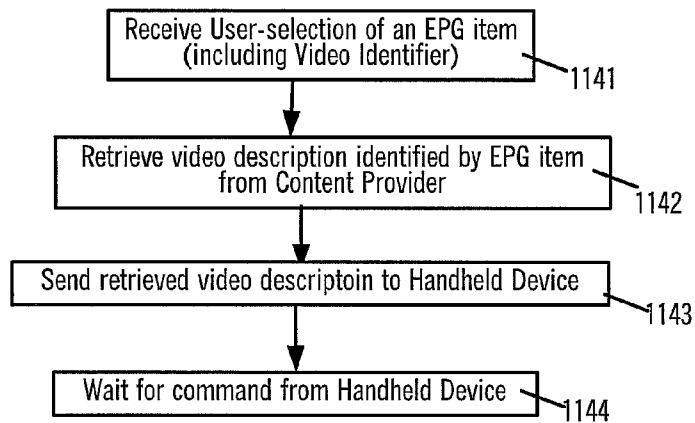 Receive User-selection of an EPG item
(including Video Identifier)
1141
Retrieve video description identified by EPG item
from Content Provider
1142
Send retrieved video descriptoin to Handheld Device
1143
Wait for command from Handheld Device
1144